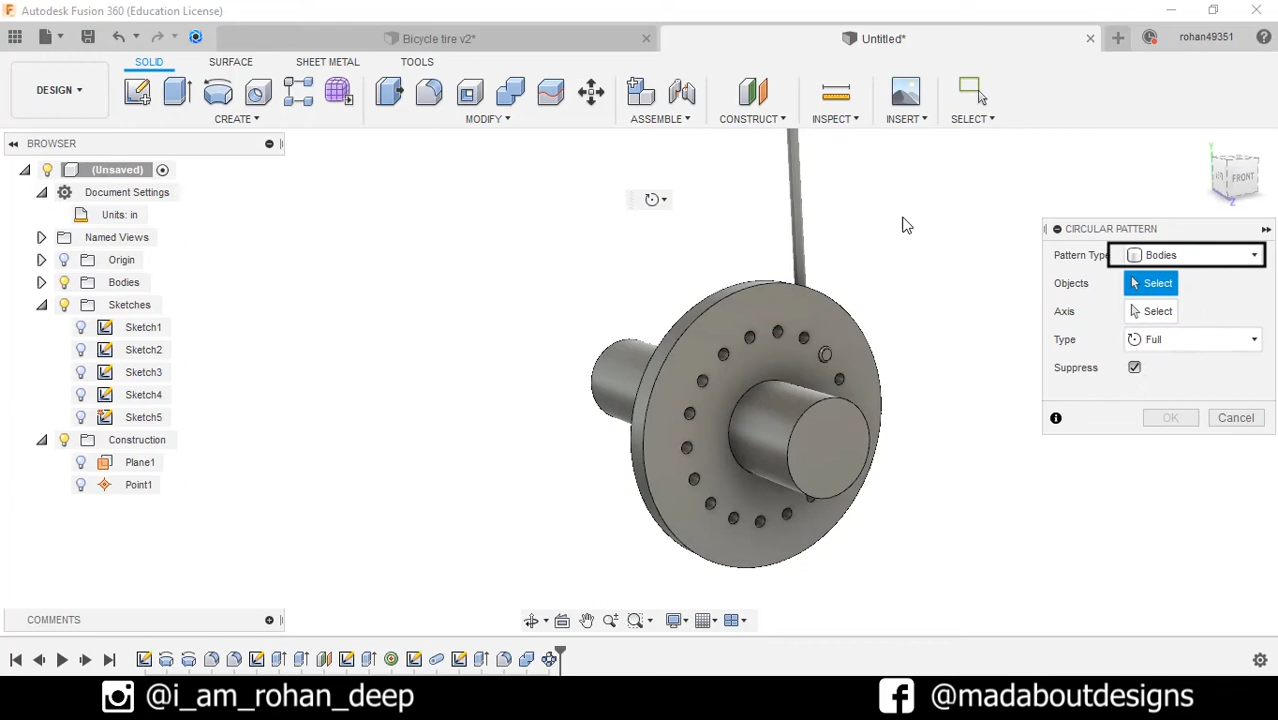 Autodesk Fusion 360 (Education License)
Bicycle tire v2*
Untitled*
rohan49351
SOLID SURFACE SHEET METAL TOOLS
DESIGN
CREATE MODIFY ASSEMBLE CONSTRUCT INSPECT INSERT SELECT
BROWSER
(Unsaved)
Document Settings
Units: in
Named Views
Origin
Bodies
Sketches
Sketch1
Sketch2
Sketch3
Sketch4
Sketch5
Construction
Plane1
Point1
Y
FRONT
Z
CIRCULAR PATTERN
Pattern Type Bodies
Objects Select
Axis Select
Type Full
Suppress
OK Cancel
COMMENTS
@i_am_rohan_deep @madaboutdesigns